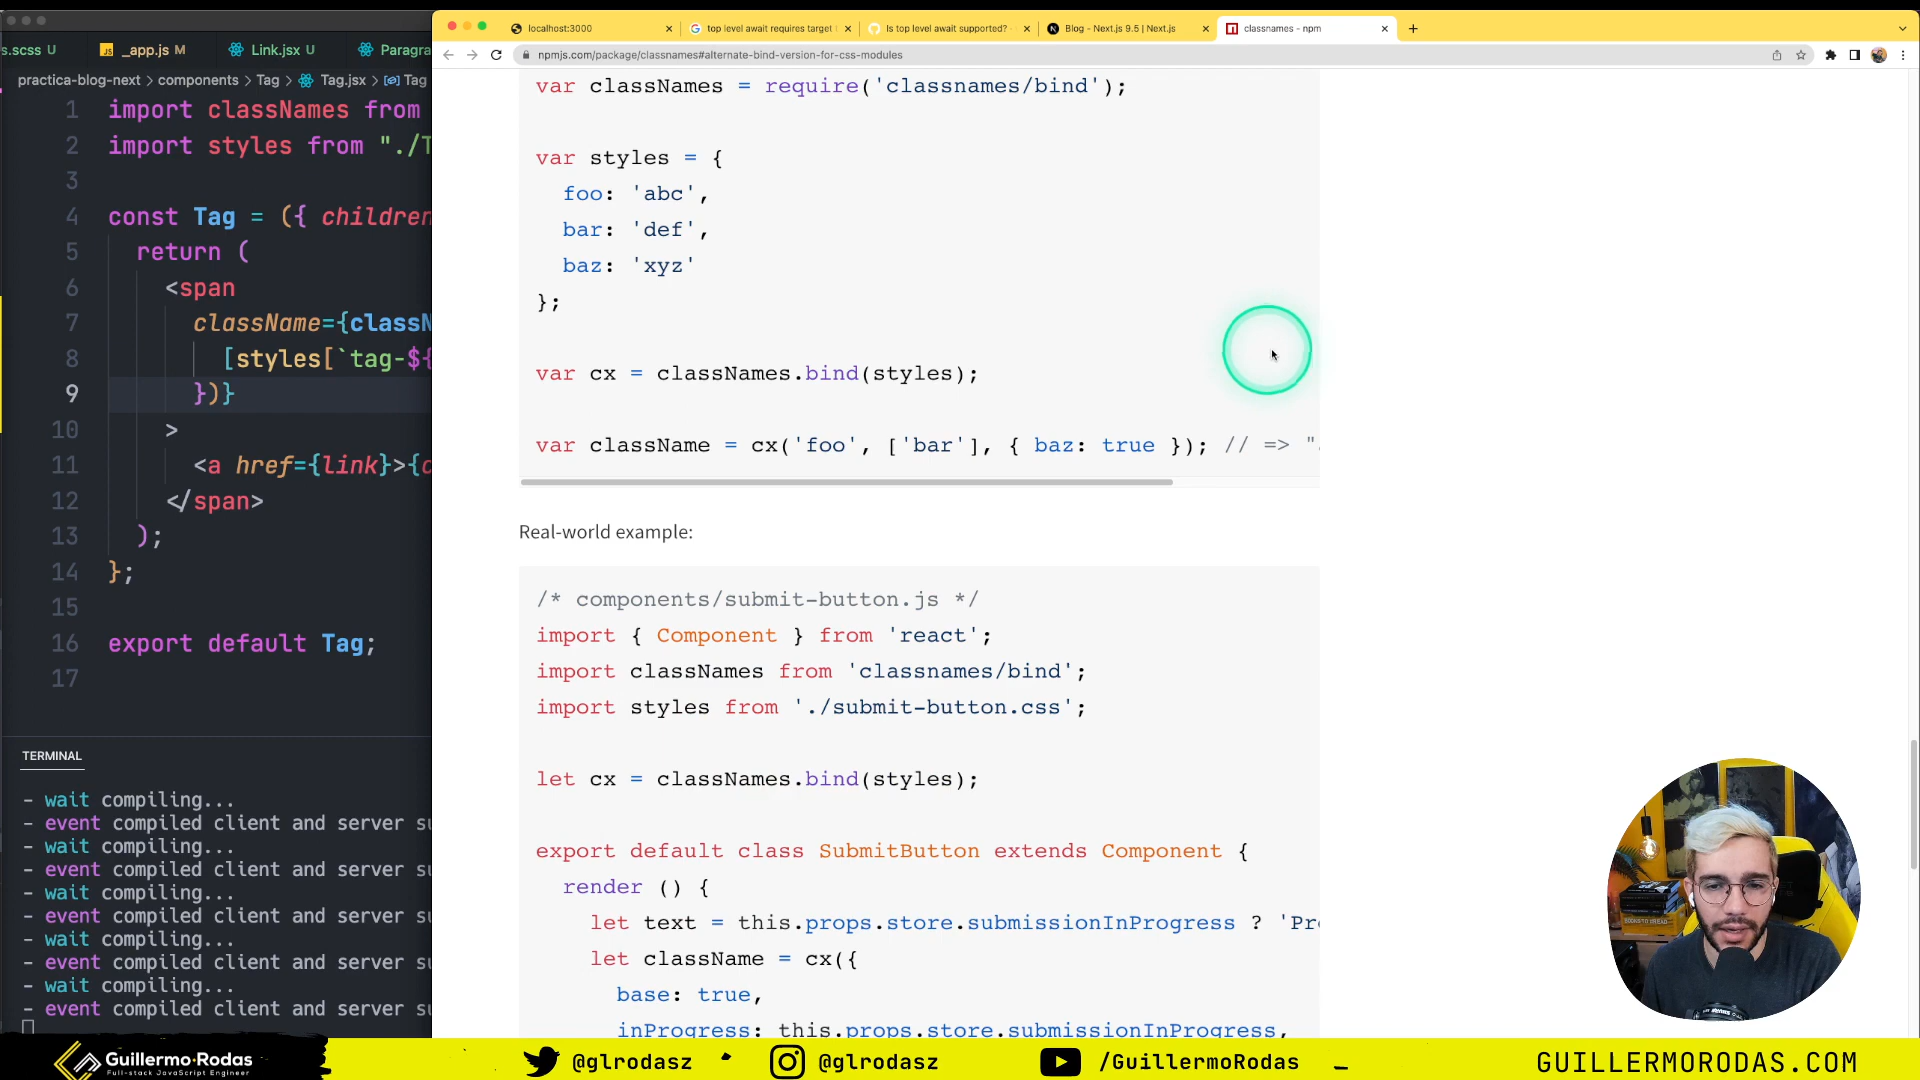 s.scss U
_app.js M
Link.jsx U
Paragra
practica-blog-next > components > Tag > Tag.jsx > Tag
1 import classNames from
2 import styles from "./T
3
4 const Tag = ({ children
5 return (
6 <span
7 className={classN
8 [styles[`tag-${
9 })}
10 >
11 <a href={link}>{c
12 </span>
13 );
14 };
15
16 export default Tag;
17
TERMINAL
- wait compiling...
- event compiled client and server su
- wait compiling...
- event compiled client and server su
- wait compiling...
- event compiled client and server su
- wait compiling...
- event compiled client and server su
- wait compiling...
- event compiled client and server su
localhost:3000
top level await requires target
Is top level await supported? ·
Blog - Next.js 9.5 | Next.js
classnames - npm
npmjs.com/package/classnames#alternate-bind-version-for-css-modules
var classNames = require('classnames/bind');
var styles = {
foo: 'abc',
bar: 'def',
baz: 'xyz'
};
var cx = classNames.bind(styles);
var className = cx('foo', ['bar'], { baz: true }); // => "
Real-world example:
/* components/submit-button.js */
import { Component } from 'react';
import classNames from 'classnames/bind';
import styles from './submit-button.css';
let cx = classNames.bind(styles);
export default class SubmitButton extends Component {
render () {
let text = this.props.store.submissionInProgress ? 'Pr
let className = cx({
base: true,
inProgress: this.props.store.submissionInProgress,
Guillermo Rodas
Full-stack JavaScript Engineer
@glrodasz
@glrodasz
/GuillermoRodas
GUILLERMORODAS.COM